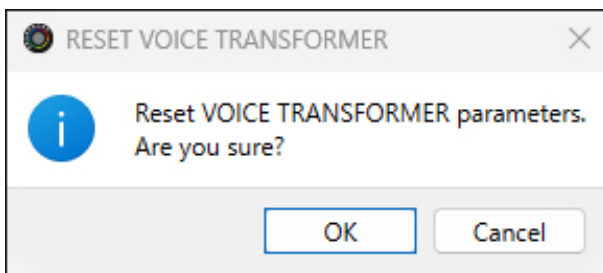 RESET VOICE TRANSFORMER
Reset VOICE TRANSFORMER parameters.
Are you sure?
OK
Cancel